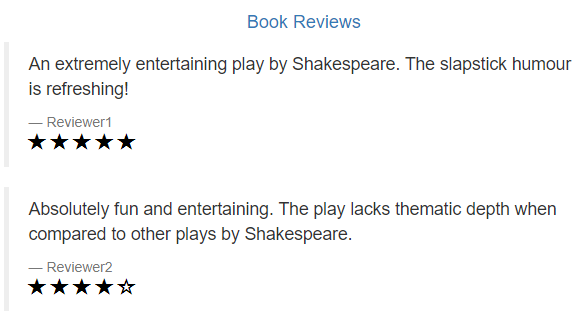 Book Reviews
An extremely entertaining play by Shakespeare. The slapstick humour
is refreshing!
— Reviewer1
★★★★★
Absolutely fun and entertaining. The play lacks thematic depth when
compared to other plays by Shakespeare.
— Reviewer2
★★★★☆